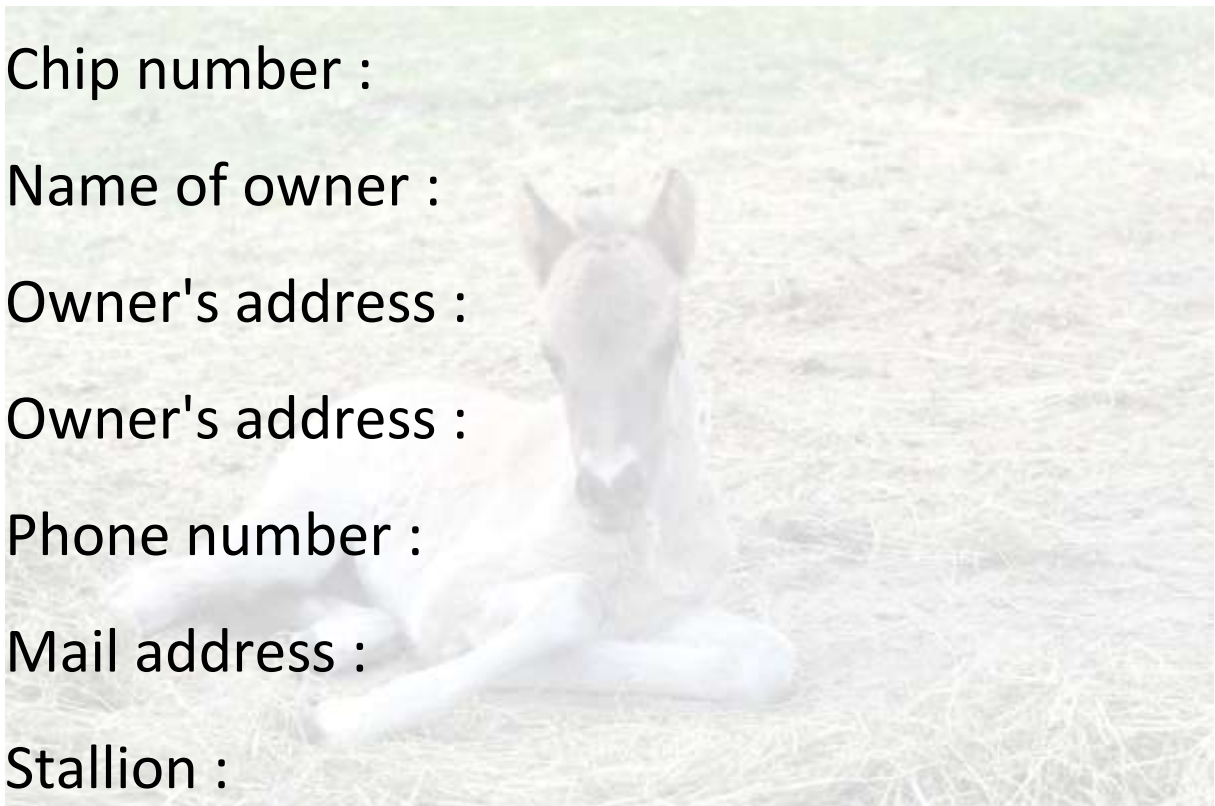 Chip number :
Name of owner :
Owner's address :
Owner's address :
Phone number :
Mail address :
Stallion :